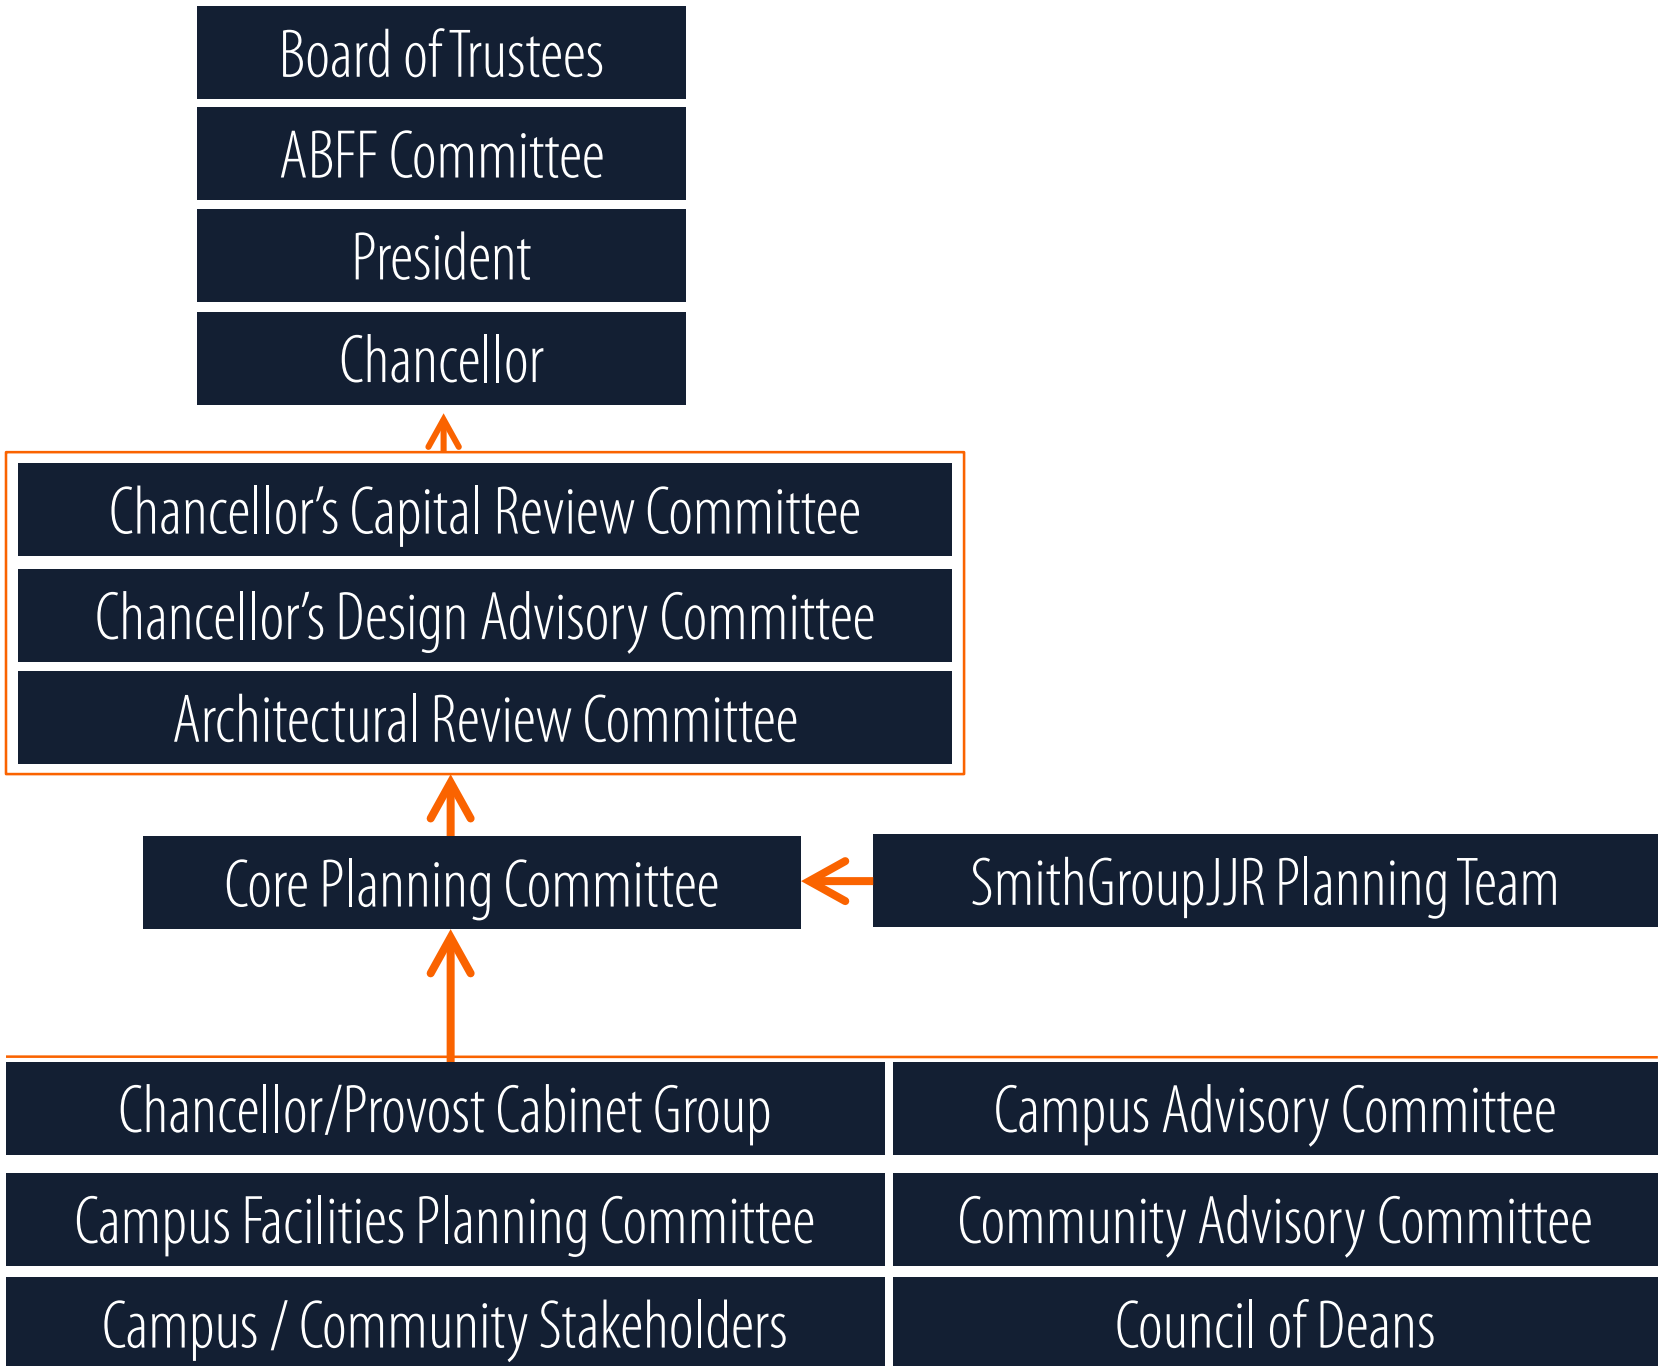 Board of Trustees
ABFF Committee
President
Chancellor
Chancellor’s Capital Review Committee
Chancellor’s Design Advisory Committee
Architectural Review Committee
Core Planning Committee
SmithGroupJJR Planning Team
Chancellor/Provost Cabinet Group
Campus Advisory Committee
Campus Facilities Planning Committee
Community Advisory Committee
Campus / Community Stakeholders
Council of Deans